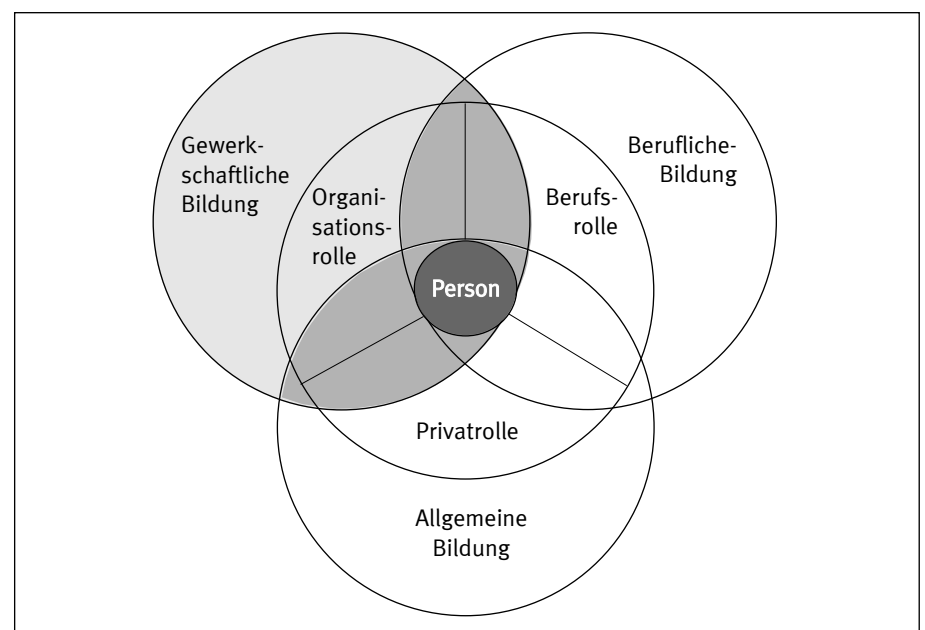 Gewerk-
schaftliche
Bildung
Berufliche-
Bildung
Organi-
sations-
rolle
Berufs-
rolle
Person
Privatrolle
Allgemeine
Bildung